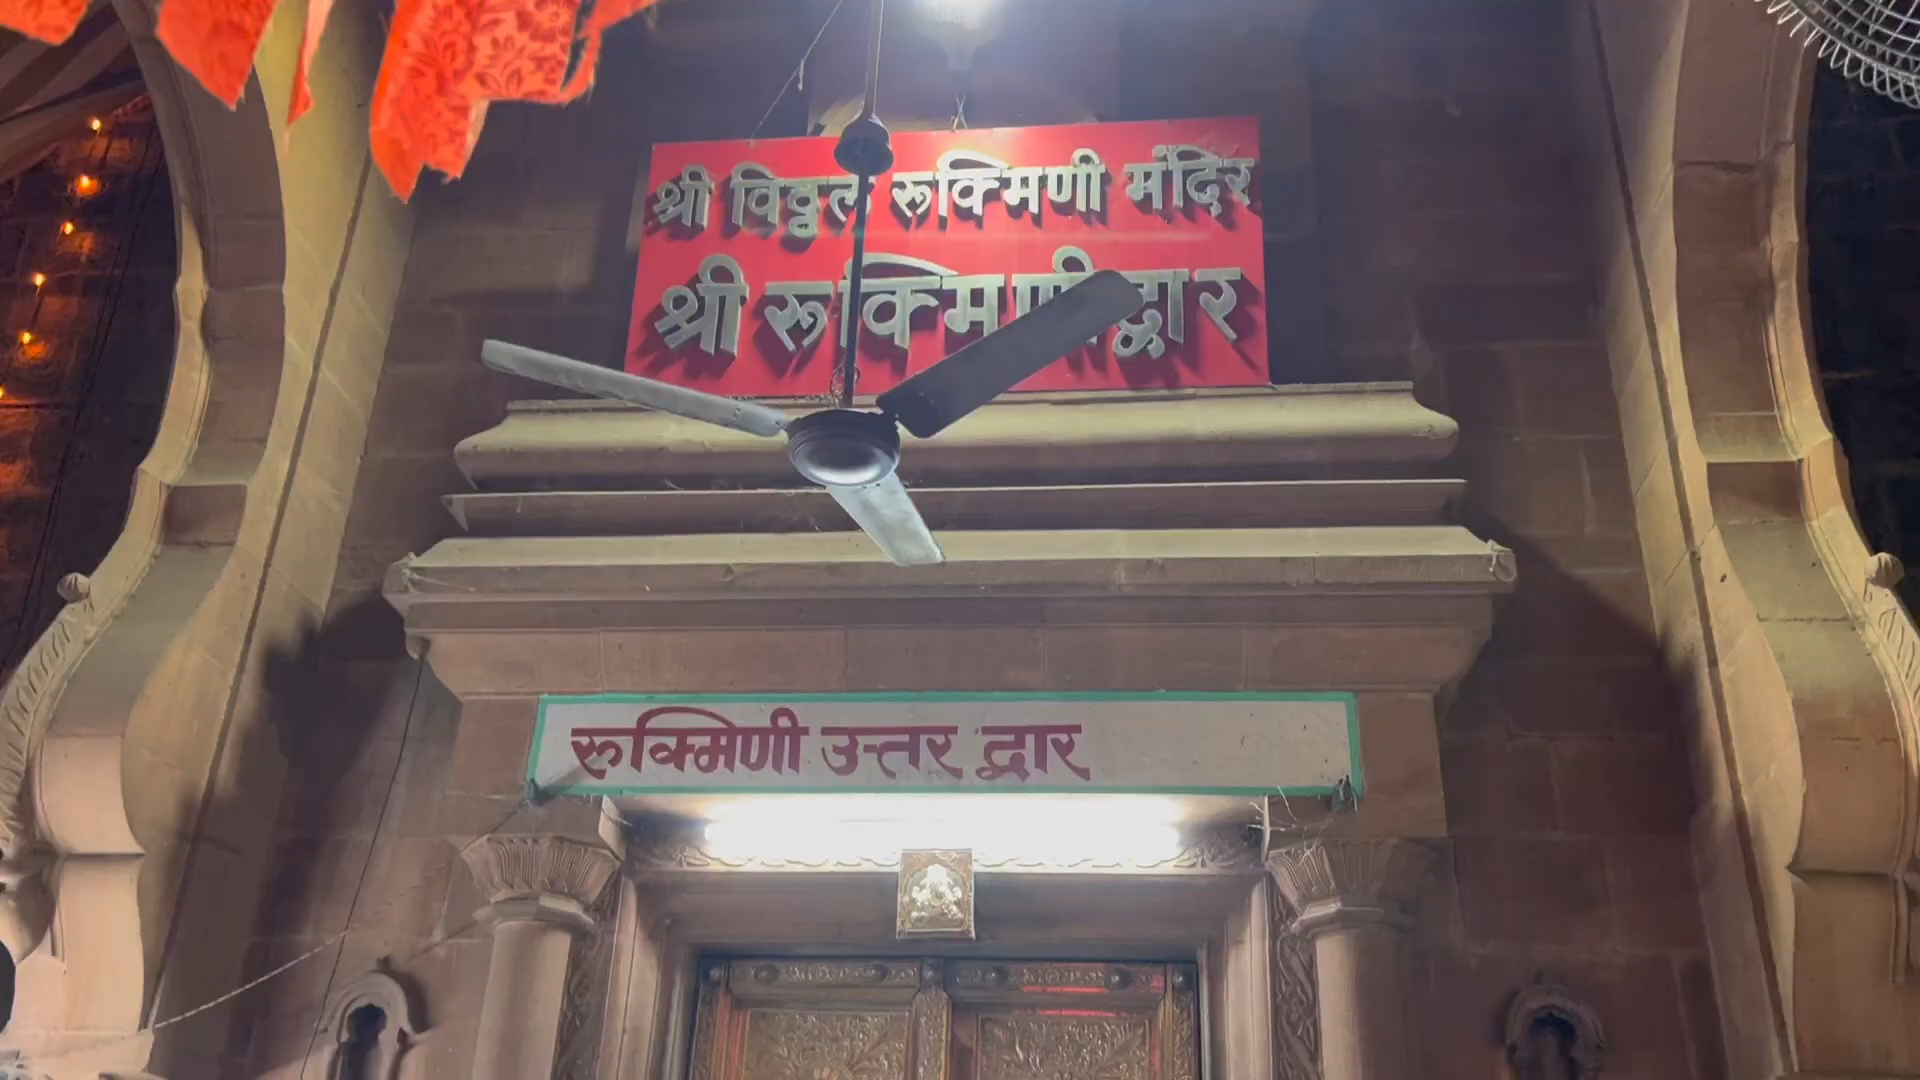 श्री विठ्ठल रूक्मिणी मंदिर
श्री रूक्मिणीद्वार
रूक्मिणी उत्तर द्वार